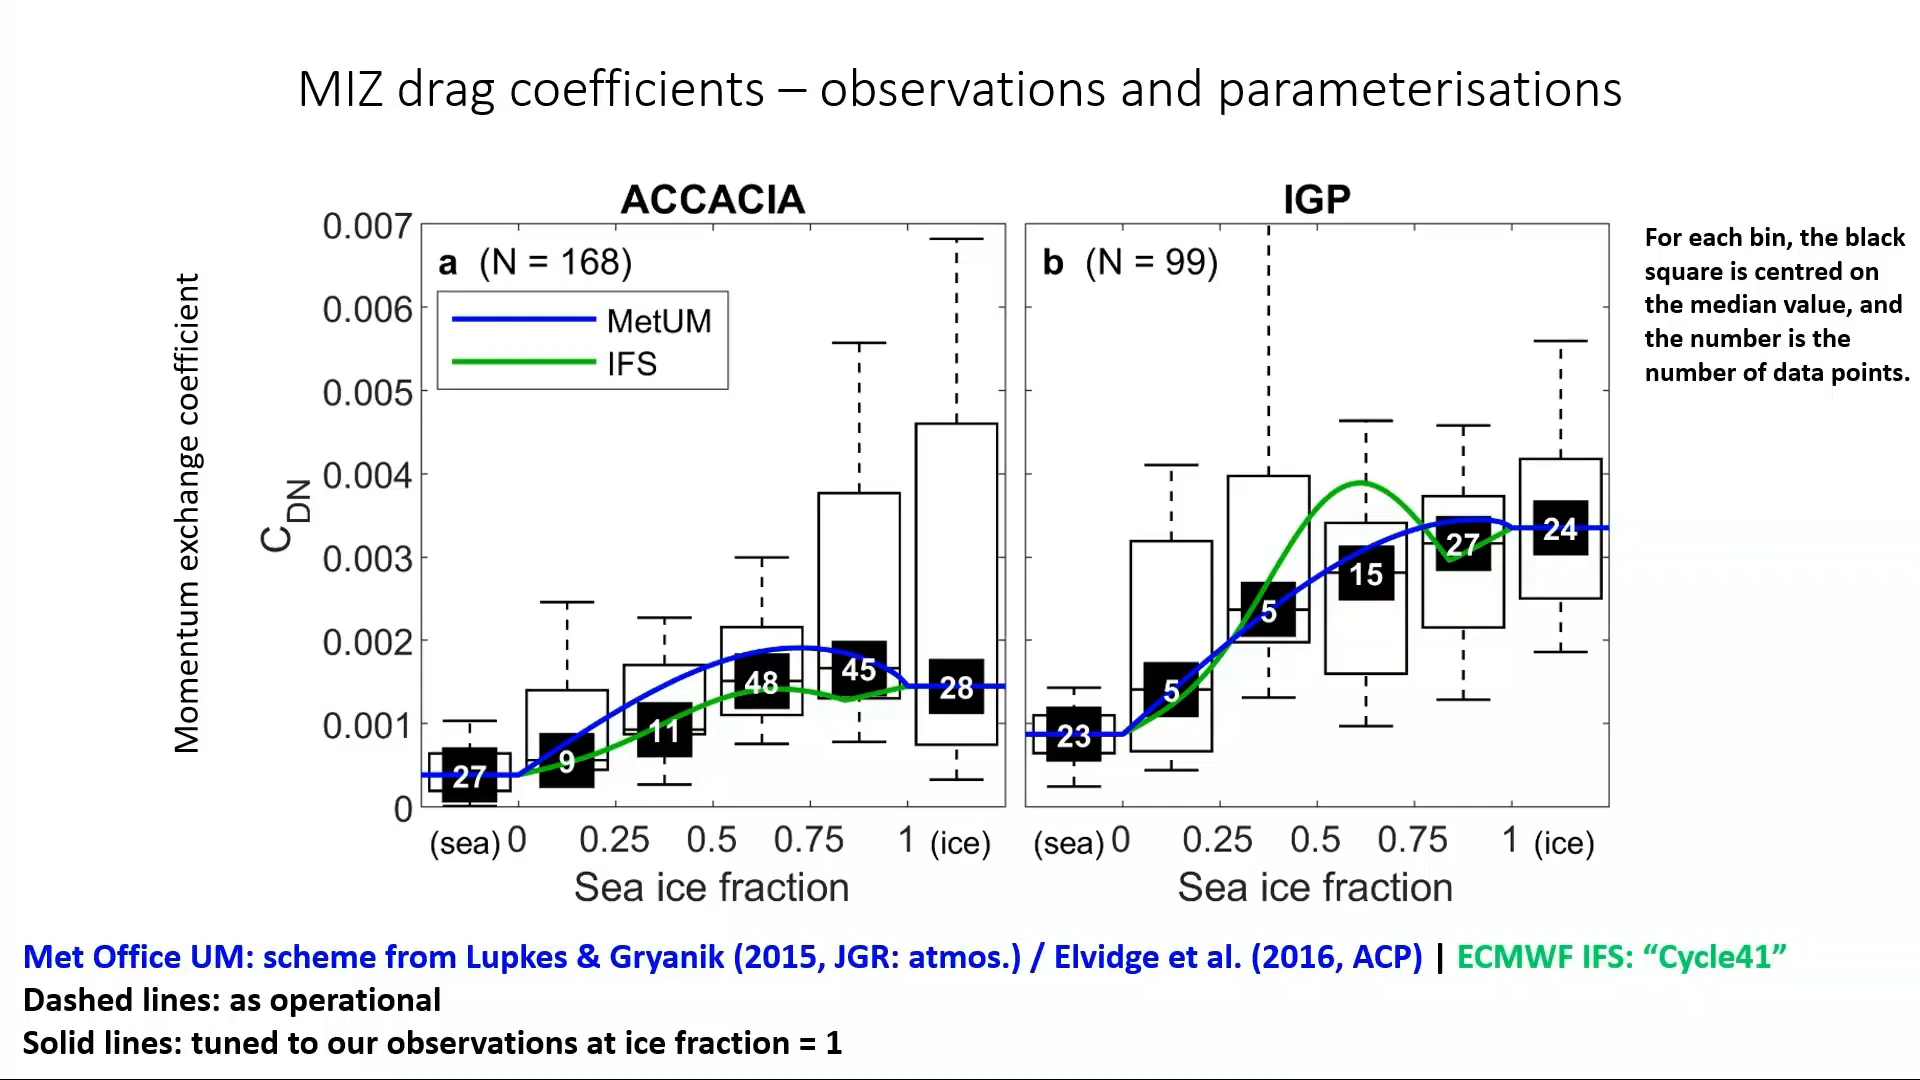 MIZ drag coefficients – observations and parameterisations
ACCACIA
IGP
a (N = 168)
b (N = 99)
MetUM
IFS
For each bin, the black
square is centred on
the median value, and
the number is the
number of data points.
Momentum exchange coefficient
C_DN
0.007
0.006
0.005
0.004
0.003
0.002
0.001
0
27
9
11
48
45
28
23
5
5
15
27
24
(sea) 0 0.25 0.5 0.75 1 (ice)
(sea) 0 0.25 0.5 0.75 1 (ice)
Sea ice fraction
Sea ice fraction
Met Office UM: scheme from Lupkes & Gryanik (2015, JGR: atmos.) / Elvidge et al. (2016, ACP) | ECMWF IFS: “Cycle41”
Dashed lines: as operational
Solid lines: tuned to our observations at ice fraction = 1